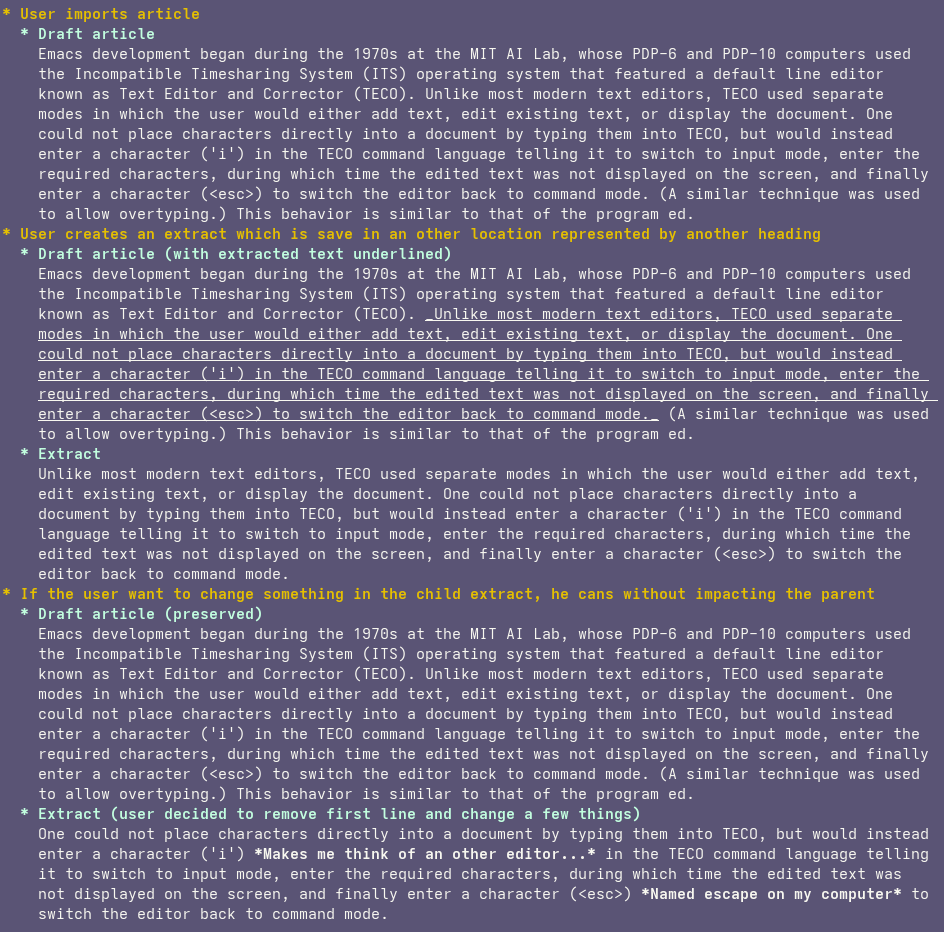 * User imports article
* Draft article
Emacs development began during the 1970s at the MIT AI Lab, whose PDP-6 and PDP-10 computers used
the Incompatible Timesharing System (ITS) operating system that featured a default line editor
known as Text Editor and Corrector (TECO). Unlike most modern text editors, TECO used separate
modes in which the user would either add text, edit existing text, or display the document. One
could not place characters directly into a document by typing them into TECO, but would instead
enter a character ('i') in the TECO command language telling it to switch to input mode, enter the
required characters, during which time the edited text was not displayed on the screen, and finally
enter a character (<esc>) to switch the editor back to command mode. (A similar technique was used
to allow overtyping.) This behavior is similar to that of the program ed.
* User creates an extract which is save in an other location represented by another heading
* Draft article (with extracted text underlined)
Emacs development began during the 1970s at the MIT AI Lab, whose PDP-6 and PDP-10 computers used
the Incompatible Timesharing System (ITS) operating system that featured a default line editor
known as Text Editor and Corrector (TECO). _Unlike most modern text editors, TECO used separate
modes in which the user would either add text, edit existing text, or display the document. One
could not place characters directly into a document by typing them into TECO, but would instead
enter a character ('i') in the TECO command language telling it to switch to input mode, enter the
required characters, during which time the edited text was not displayed on the screen, and finally
enter a character (<esc>) to switch the editor back to command mode._ (A similar technique was used
to allow overtyping.) This behavior is similar to that of the program ed.
* Extract
Unlike most modern text editors, TECO used separate modes in which the user would either add text,
edit existing text, or display the document. One could not place characters directly into a
document by typing them into TECO, but would instead enter a character ('i') in the TECO command
language telling it to switch to input mode, enter the required characters, during which time the
edited text was not displayed on the screen, and finally enter a character (<esc>) to switch the
editor back to command mode.
* If the user want to change something in the child extract, he cans without impacting the parent
* Draft article (preserved)
Emacs development began during the 1970s at the MIT AI Lab, whose PDP-6 and PDP-10 computers used
the Incompatible Timesharing System (ITS) operating system that featured a default line editor
known as Text Editor and Corrector (TECO). Unlike most modern text editors, TECO used separate
modes in which the user would either add text, edit existing text, or display the document. One
could not place characters directly into a document by typing them into TECO, but would instead
enter a character ('i') in the TECO command language telling it to switch to input mode, enter the
required characters, during which time the edited text was not displayed on the screen, and finally
enter a character (<esc>) to switch the editor back to command mode. (A similar technique was used
to allow overtyping.) This behavior is similar to that of the program ed.
* Extract (user decided to remove first line and change a few things)
One could not place characters directly into a document by typing them into TECO, but would instead
enter a character ('i') *Makes me think of an other editor...* in the TECO command language telling
it to switch to input mode, enter the required characters, during which time the edited text was
not displayed on the screen, and finally enter a character (<esc>) *Named escape on my computer* to
switch the editor back to command mode.